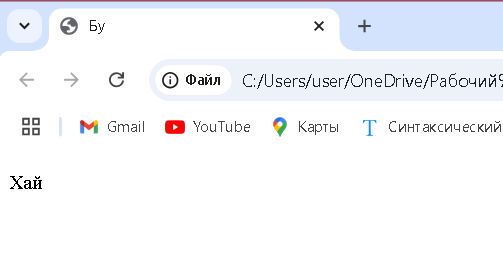 Бу
Файл C:/Users/user/OneDrive/Рабочий%
Gmail YouTube Карты Синтаксический
Хай